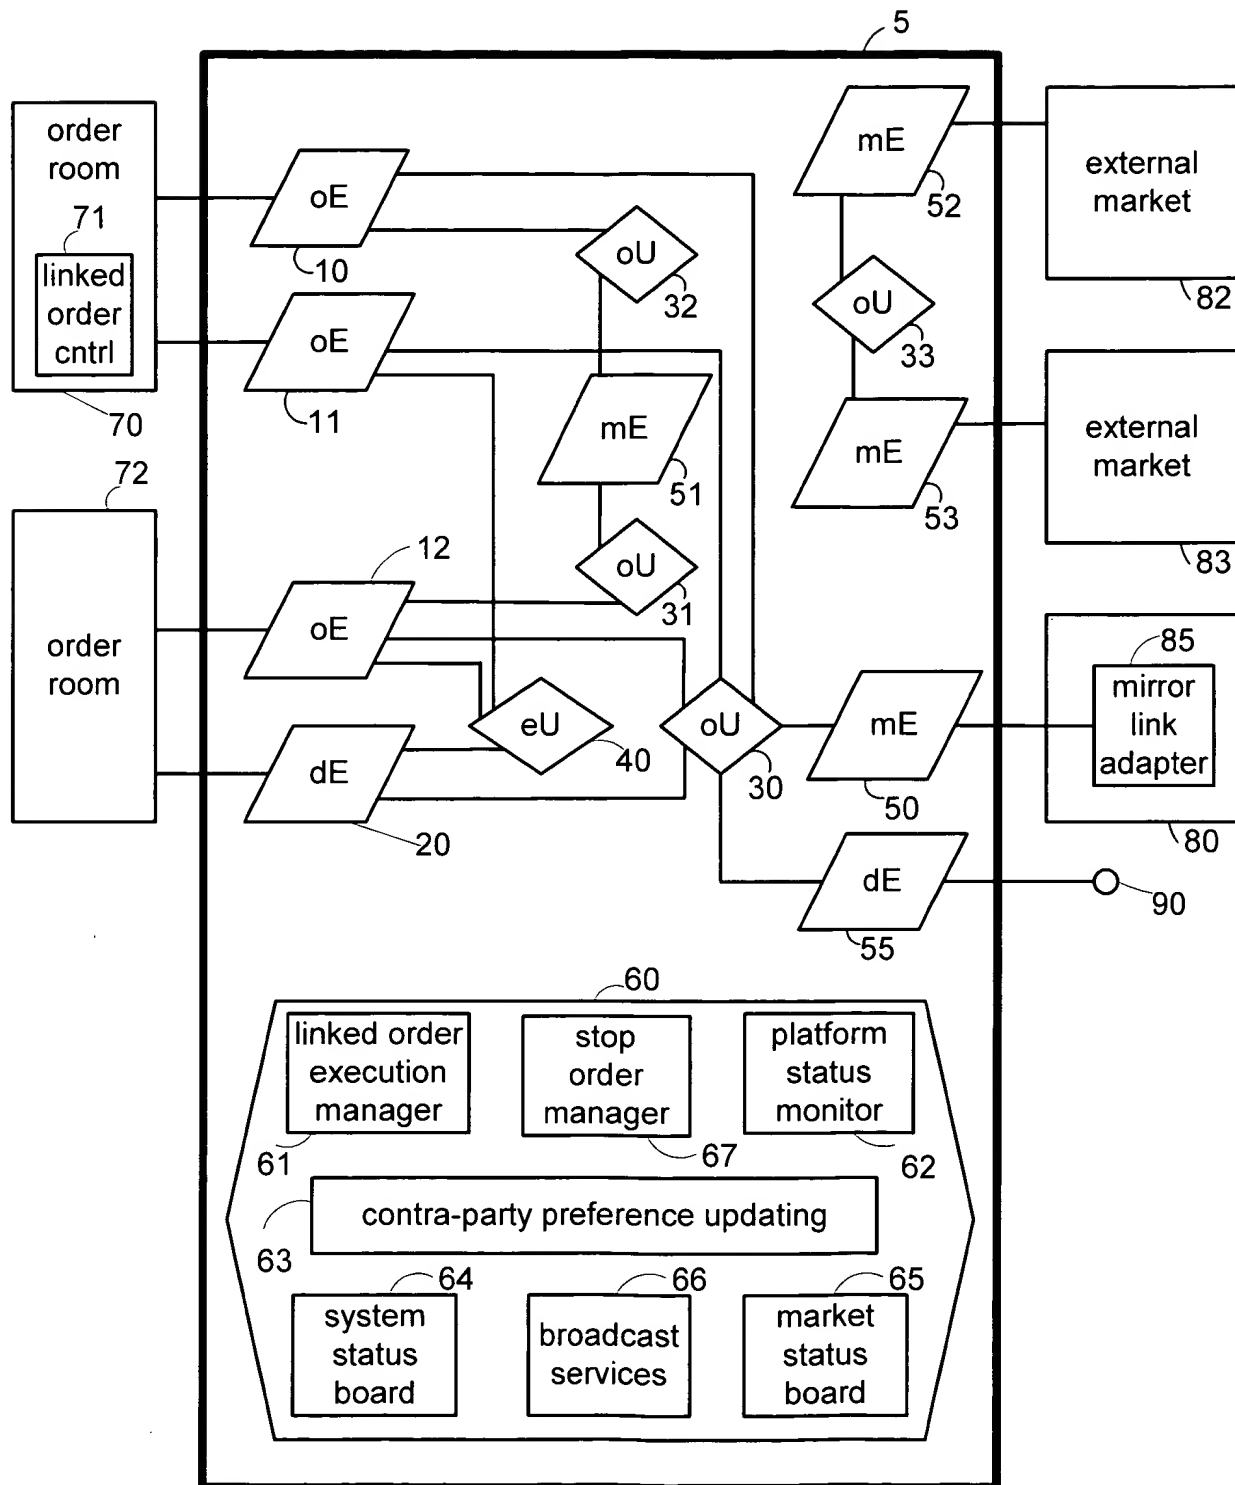 5
order
room
71
linked
order
cntrl
70
oE
10
oE
11
oU
32
mE
51
oU
31
mE
52
oU
33
mE
53
external
market
82
external
market
83
72
order
room
12
oE
dE
20
eU
40
oU
30
mE
50
85
mirror
link
adapter
80
dE
55
90
60
linked order
execution
manager
61
stop
order
manager
67
platform
status
monitor
62
contra-party preference updating
63
64
system
status
board
66
broadcast
services
65
market
status
board